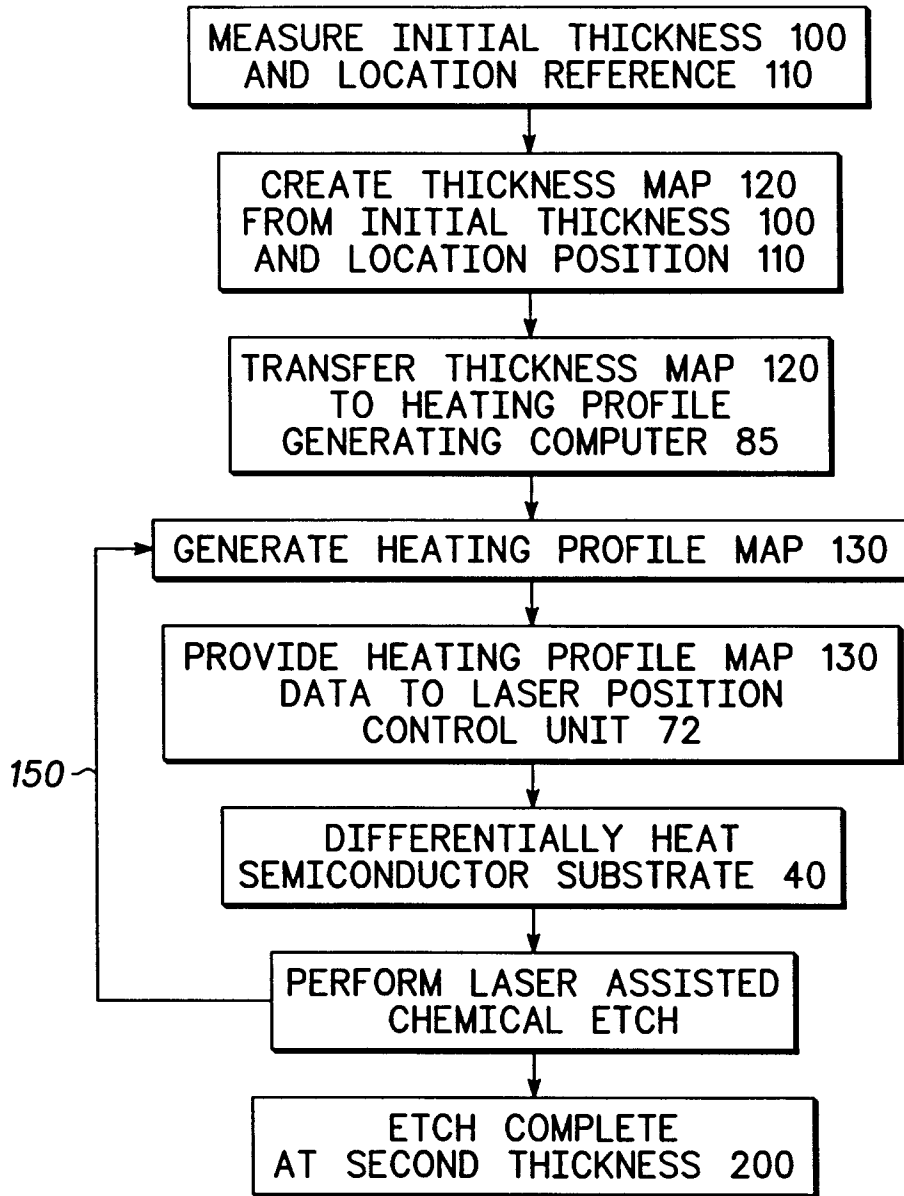 MEASURE INITIAL THICKNESS 100
AND LOCATION REFERENCE 110
CREATE THICKNESS MAP 120
FROM INITIAL THICKNESS 100
AND LOCATION POSITION 110
TRANSFER THICKNESS MAP 120
TO HEATING PROFILE
GENERATING COMPUTER 85
GENERATE HEATING PROFILE MAP 130
PROVIDE HEATING PROFILE MAP 130
DATA TO LASER POSITION
CONTROL UNIT 72
150
DIFFERENTIALLY HEAT
SEMICONDUCTOR SUBSTRATE 40
PERFORM LASER ASSISTED
CHEMICAL ETCH
ETCH COMPLETE
AT SECOND THICKNESS 200